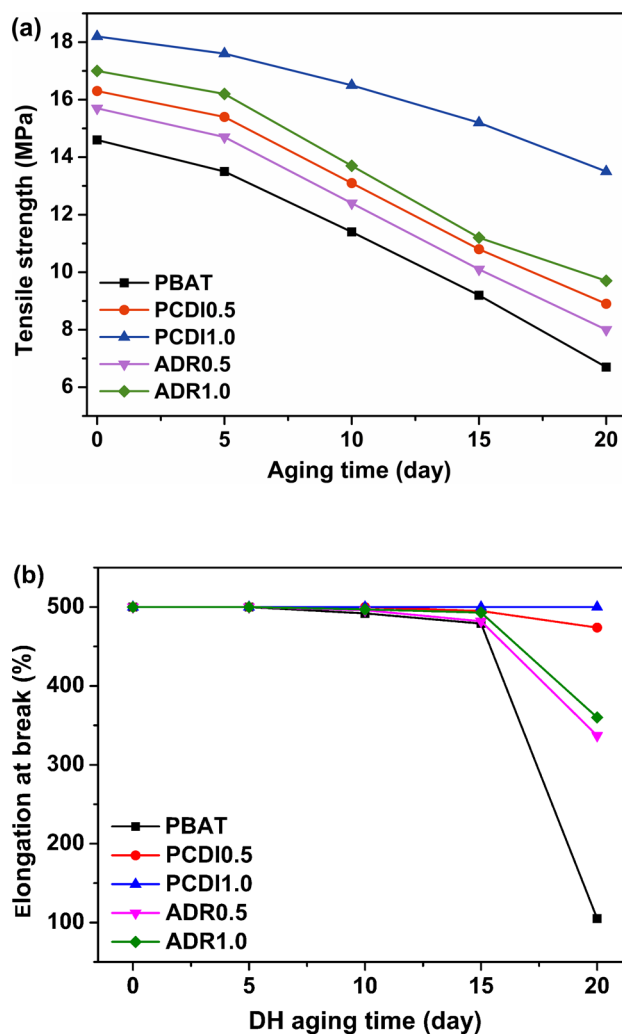 (a)
Tensile strength (MPa)
18
16
14
12
10
8
6
PBAT
PCDI0.5
PCDI1.0
ADR0.5
ADR1.0
0 5 10 15 20
Aging time (day)
(b)
Elongation at break (%)
500
400
300
200
100
PBAT
PCDI0.5
PCDI1.0
ADR0.5
ADR1.0
0 5 10 15 20
DH aging time (day)